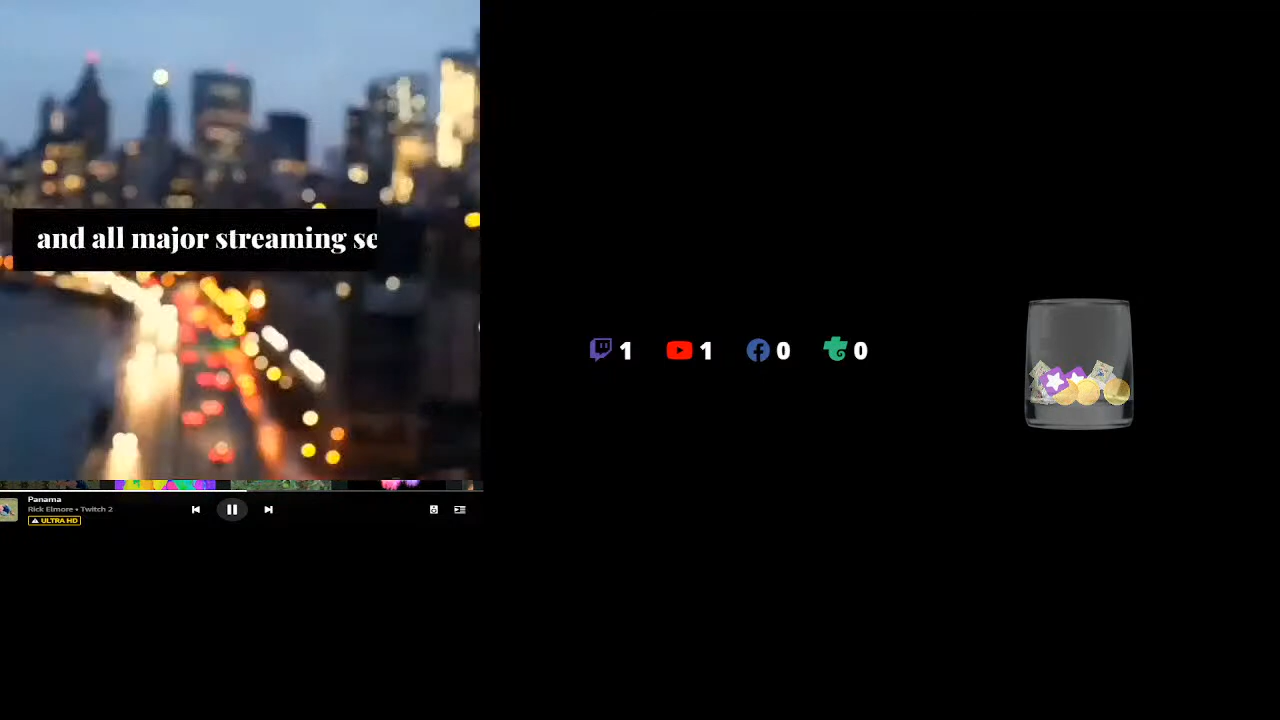 and all major streaming se
1 1 0 0
Panama
Rick Elmore • Twitch 2
ULTRA HD